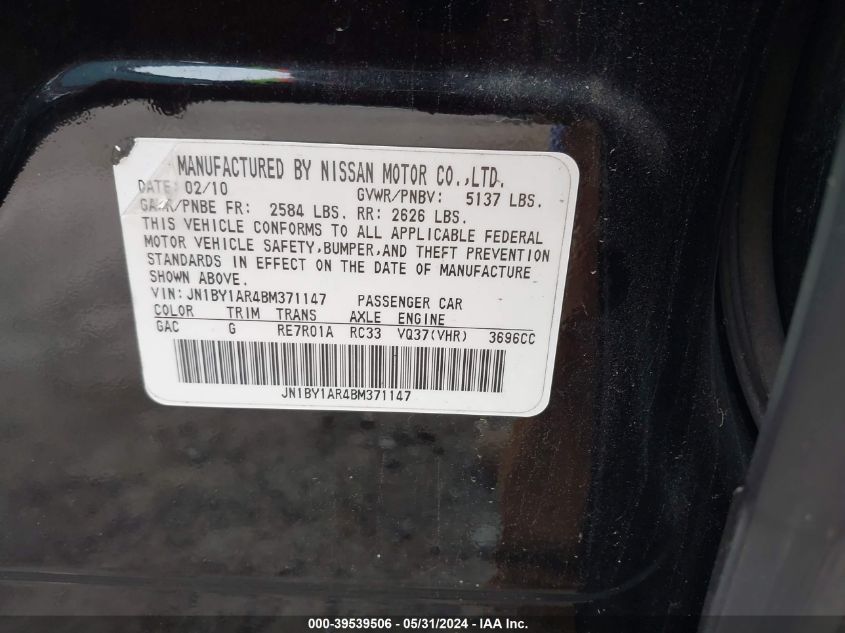 MANUFACTURED BY NISSAN MOTOR CO.,LTD.
DATE: 02/10 GVWR/PNBV: 5137 LBS.
GAWR/PNBE FR: 2584 LBS. RR: 2626 LBS.
THIS VEHICLE CONFORMS TO ALL APPLICABLE FEDERAL
MOTOR VEHICLE SAFETY,BUMPER,AND THEFT PREVENTION
STANDARDS IN EFFECT ON THE DATE OF MANUFACTURE
SHOWN ABOVE.
VIN: JN1BY1AR4BM371147 PASSENGER CAR
COLOR TRIM TRANS AXLE ENGINE
GAC G RE7R01A RC33 VQ37(VHR) 3696CC
JN1BY1AR4BM371147
000-39539506 - 05/31/2024 - IAA Inc.